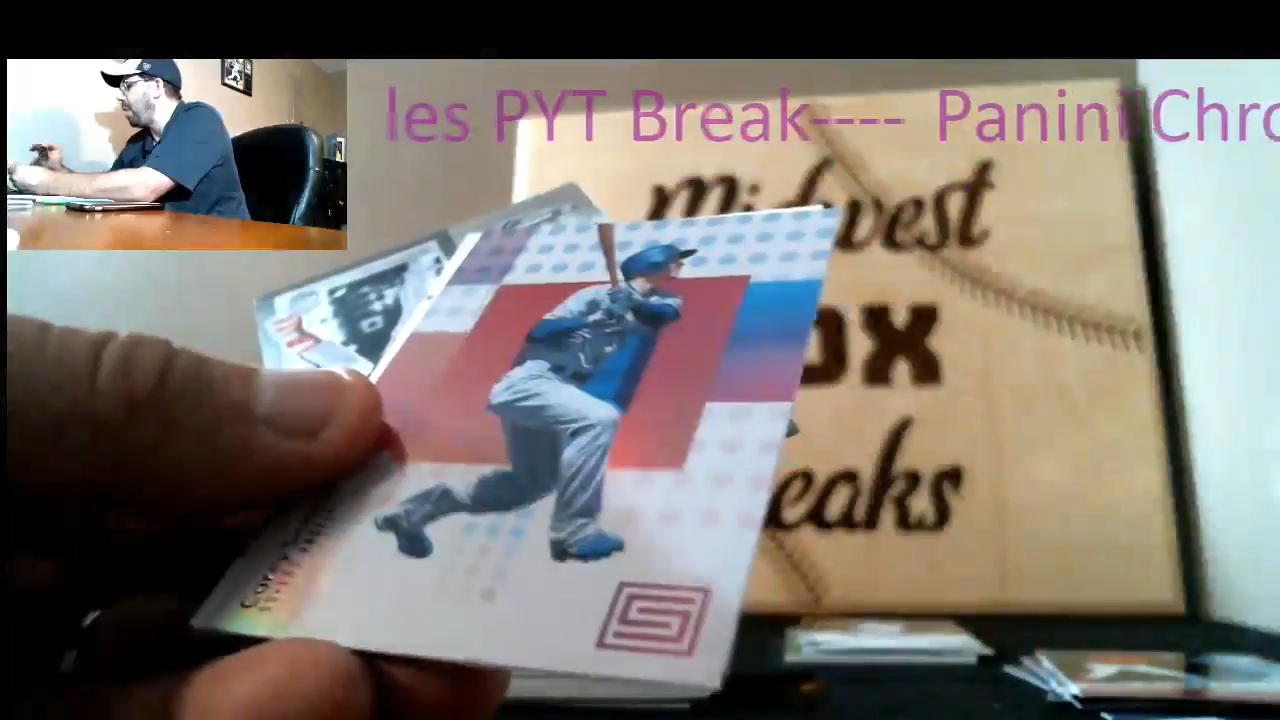 les PYT Break---- Panini Chro
Midwest
ox
eaks